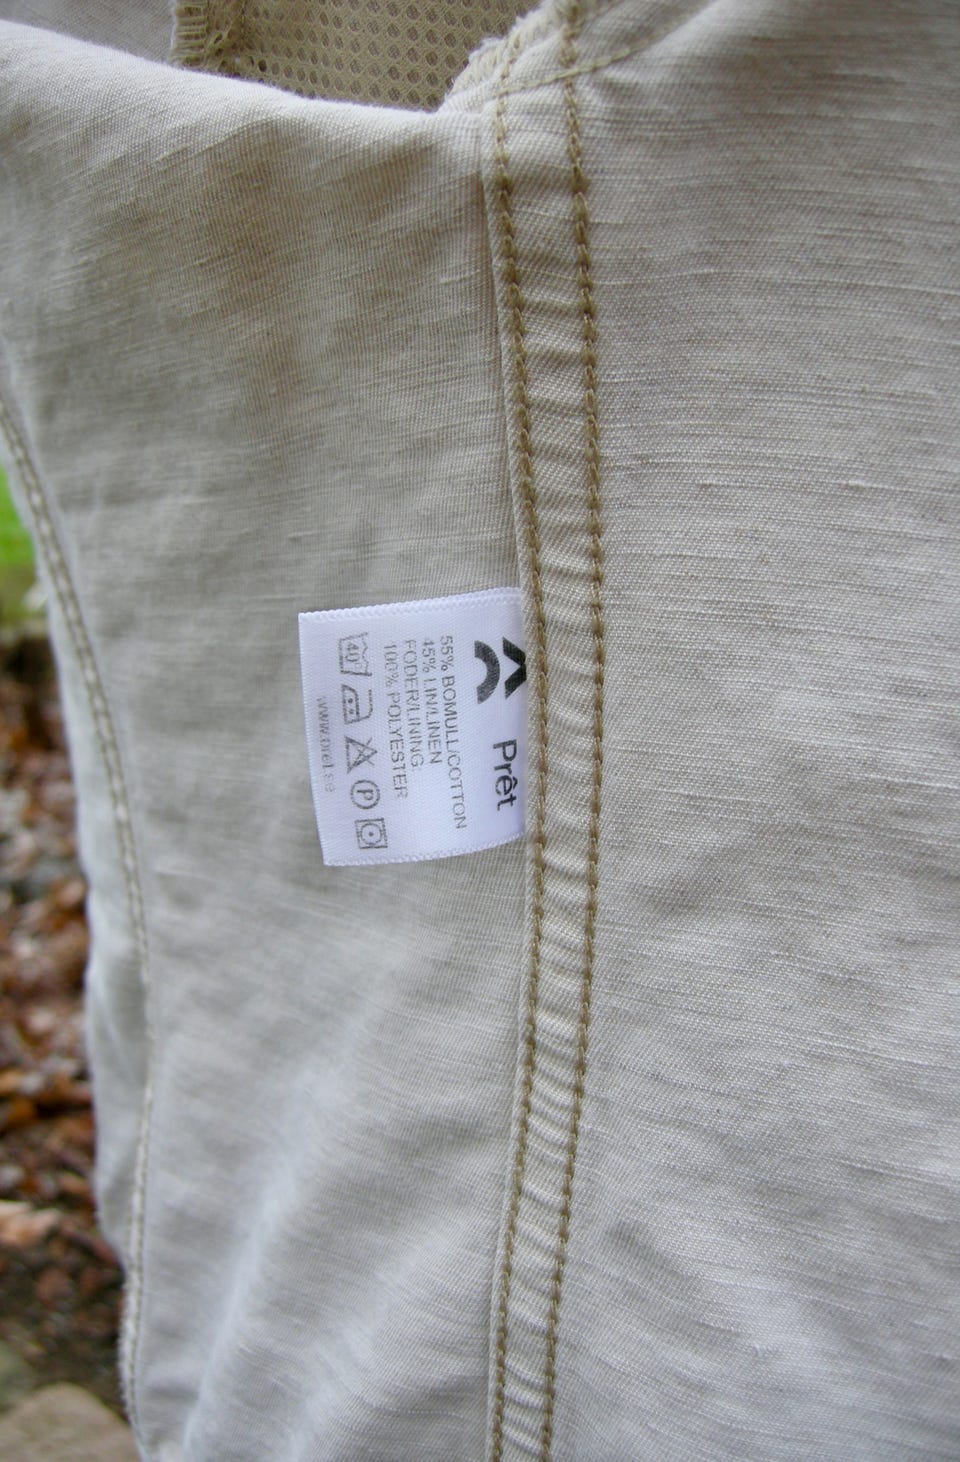 Prêt
55% BOMULL/COTTON
45% LIN/LINEN
FODER/LINING:
100% POLYESTER
40° P
www.pret.se